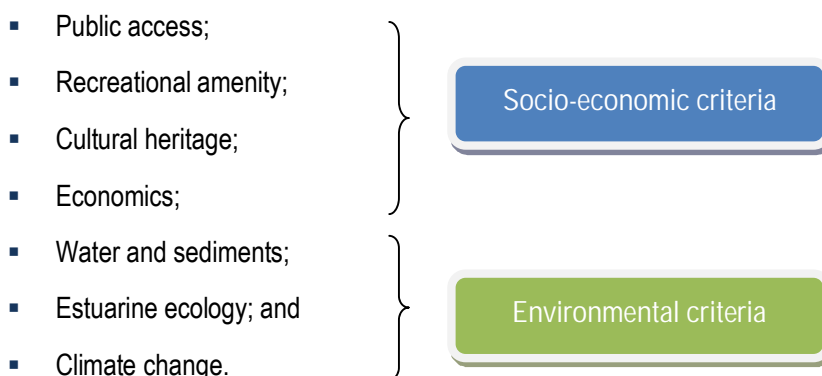 ▪ Public access;
▪ Recreational amenity;
Socio-economic criteria
▪ Cultural heritage;
▪ Economics;
▪ Water and sediments;
▪ Estuarine ecology; and
Environmental criteria
▪ Climate change.